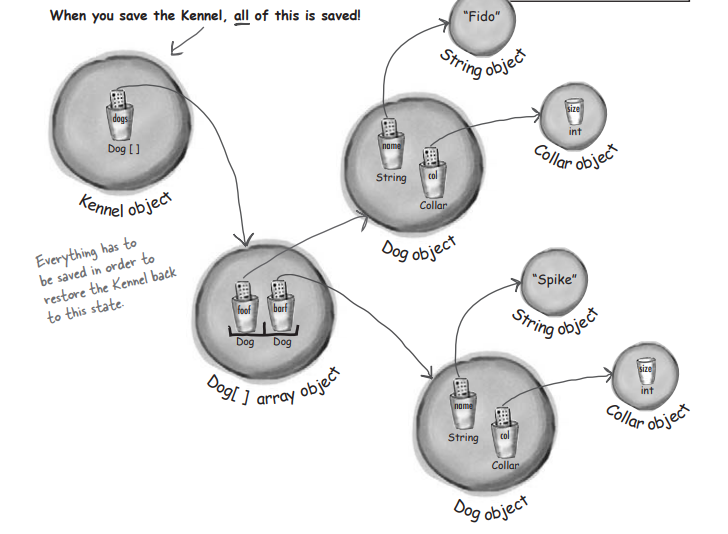 When you save the Kennel, all of this is saved!
"Fido"
String object
dogs
Dog [ ]
Kennel object
name
String
col
Collar
Dog object
size
int
Collar object
Everything has to
be saved in order to
restore the Kennel back
to this state.
foof
barf
Dog
Dog
Dog[ ] array object
"Spike"
String object
name
String
col
Collar
Dog object
size
int
Collar object